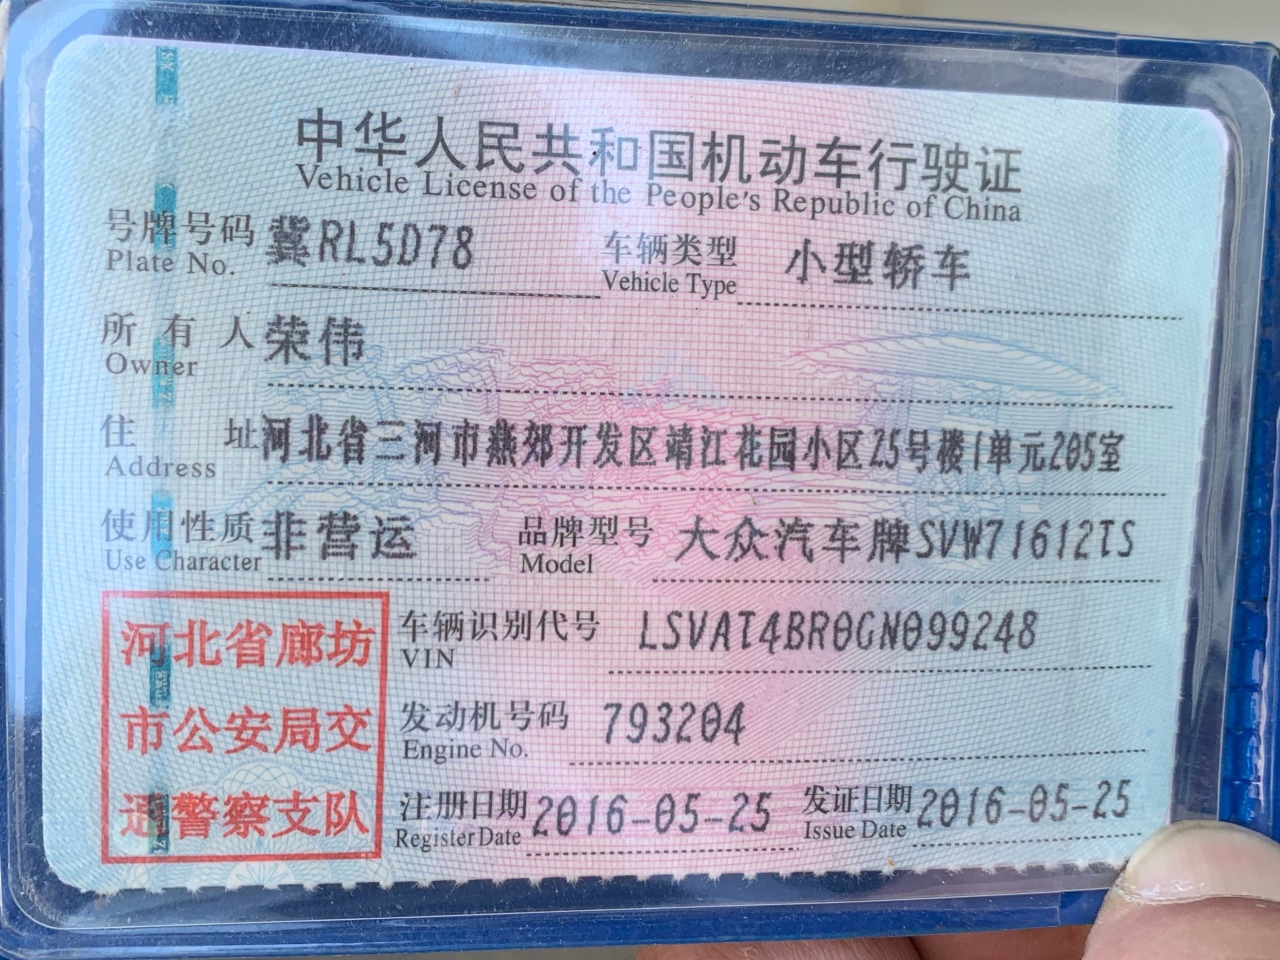 中华人民共和国机动车行驶证
Vehicle License of the People's Republic of China
号牌号码 冀RL5D78 车辆类型 小型轿车
Plate No. Vehicle Type
所有人 荣伟
Owner
住址 河北省三河市燕郊开发区靖江花园小区25号楼1单元205室
Address
使用性质 非营运 品牌型号 大众汽车牌SVW71612TS
Use Character Model
车辆识别代号 LSVAT4BR0GN099248
VIN
发动机号码 793204
Engine No.
注册日期 2016-05-25 发证日期 2016-05-25
Register Date Issue Date
河北省廊坊
市公安局交
通警察支队